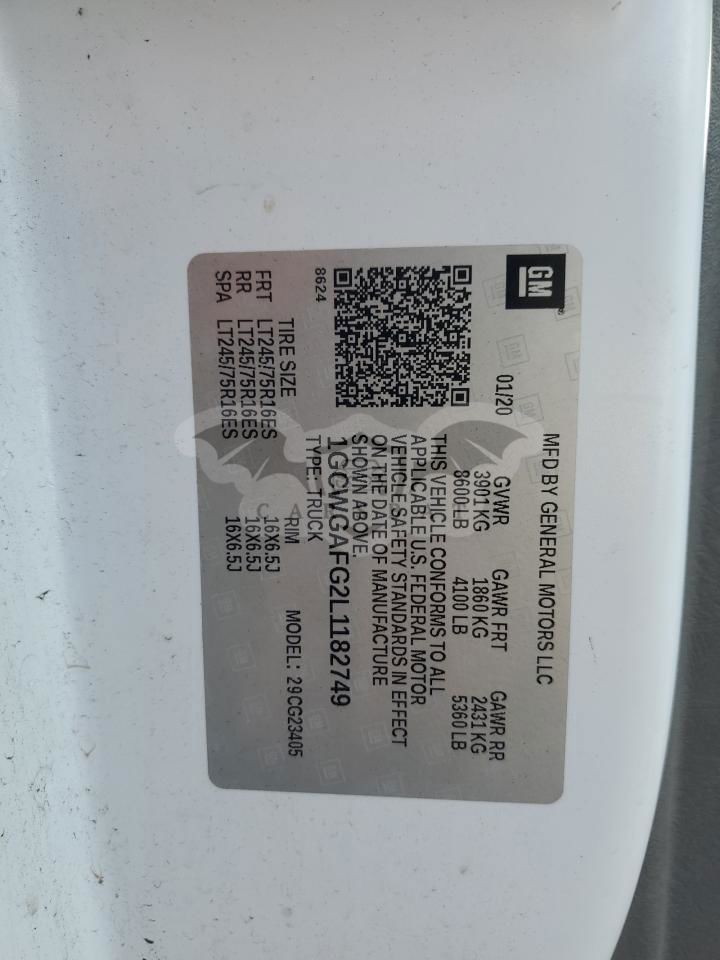 GM
MFD BY GENERAL MOTORS LLC
01/20 GVWR GAWR FRT GAWR RR
3901 KG 1860 KG 2431 KG
8600 LB 4100 LB 5360 LB
THIS VEHICLE CONFORMS TO ALL
APPLICABLE U.S. FEDERAL MOTOR
VEHICLE SAFETY STANDARDS IN EFFECT
ON THE DATE OF MANUFACTURE
SHOWN ABOVE.
1GCWGAFG2L1182749
8624 TYPE: TRUCK
MODEL: 29CG23405
TIRE SIZE RIM
FRT LT245/75R16ES 16X6.5J
RR LT245/75R16ES 16X6.5J
SPA LT245/75R16ES 16X6.5J